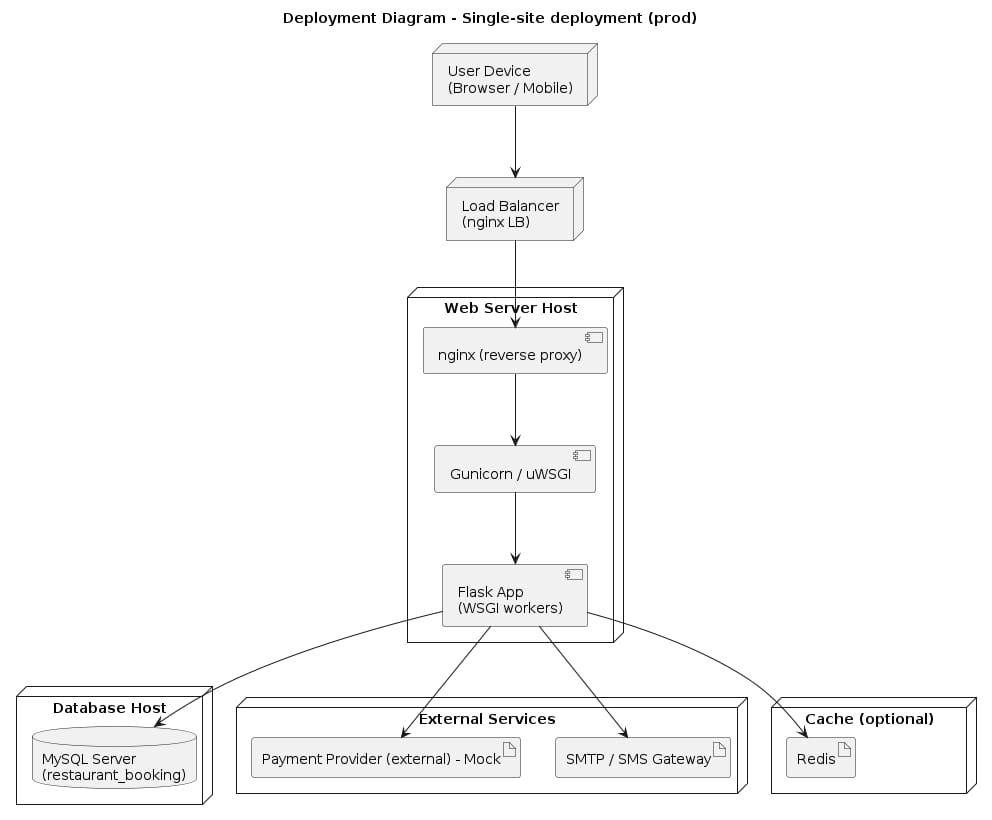 Deployment Diagram - Single-site deployment (prod)
User Device
(Browser / Mobile)
Load Balancer
(nginx LB)
Web Server Host
nginx (reverse proxy)
Gunicorn / uWSGI
Flask App
(WSGI workers)
Database Host
MySQL Server
(restaurant_booking)
External Services
Payment Provider (external) - Mock
SMTP / SMS Gateway
Cache (optional)
Redis